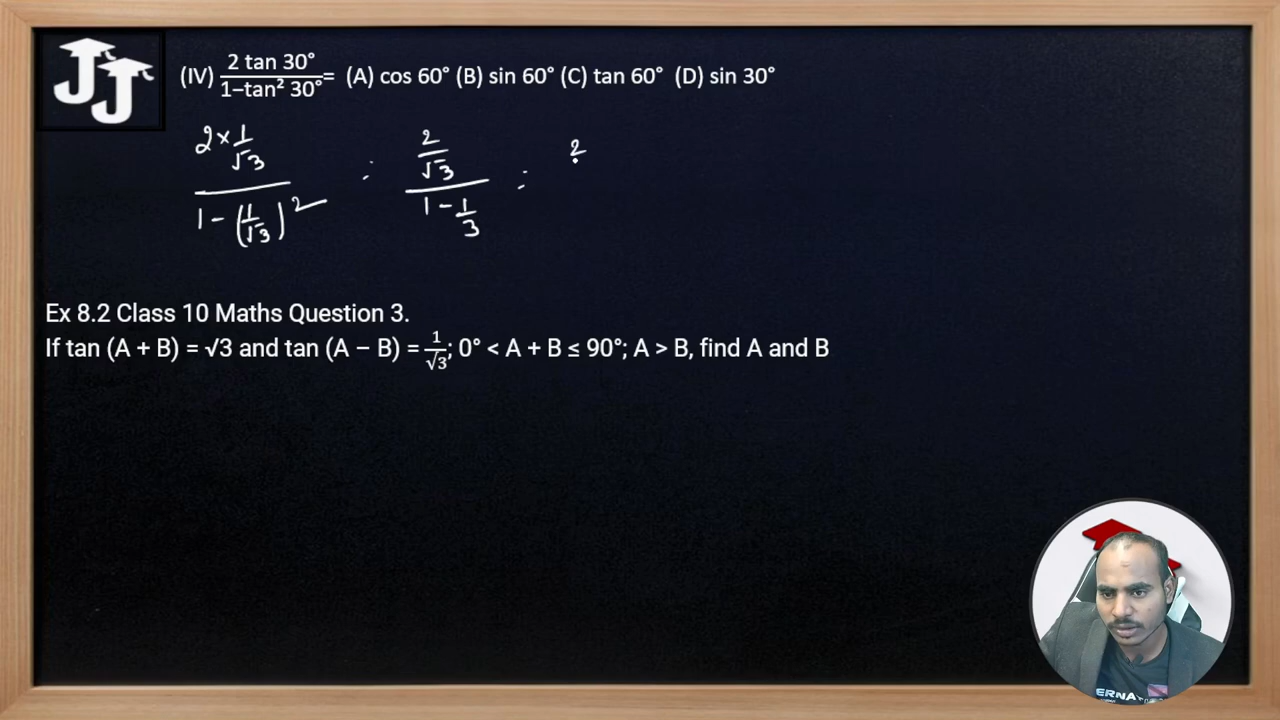 JJ
(IV) 2 tan 30° / 1−tan² 30° = (A) cos 60° (B) sin 60° (C) tan 60° (D) sin 30°
2 × 1/√3 / 1 − (1/√3)² = 2/√3 / 1 − 1/3 = 2
Ex 8.2 Class 10 Maths Question 3.
If tan (A + B) = √3 and tan (A − B) = 1/√3; 0° < A + B ≤ 90°; A > B, find A and B
ERNA